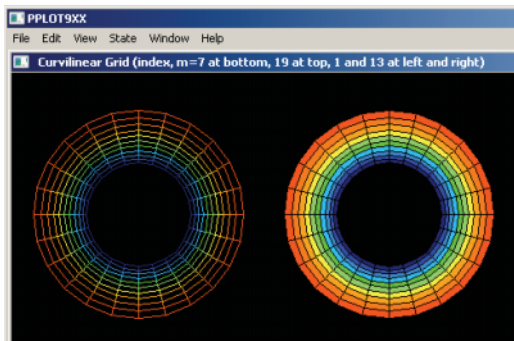 PPLOT9XX
File Edit View State Window Help
Curvilinear Grid (index, m=7 at bottom, 19 at top, 1 and 13 at left and right)